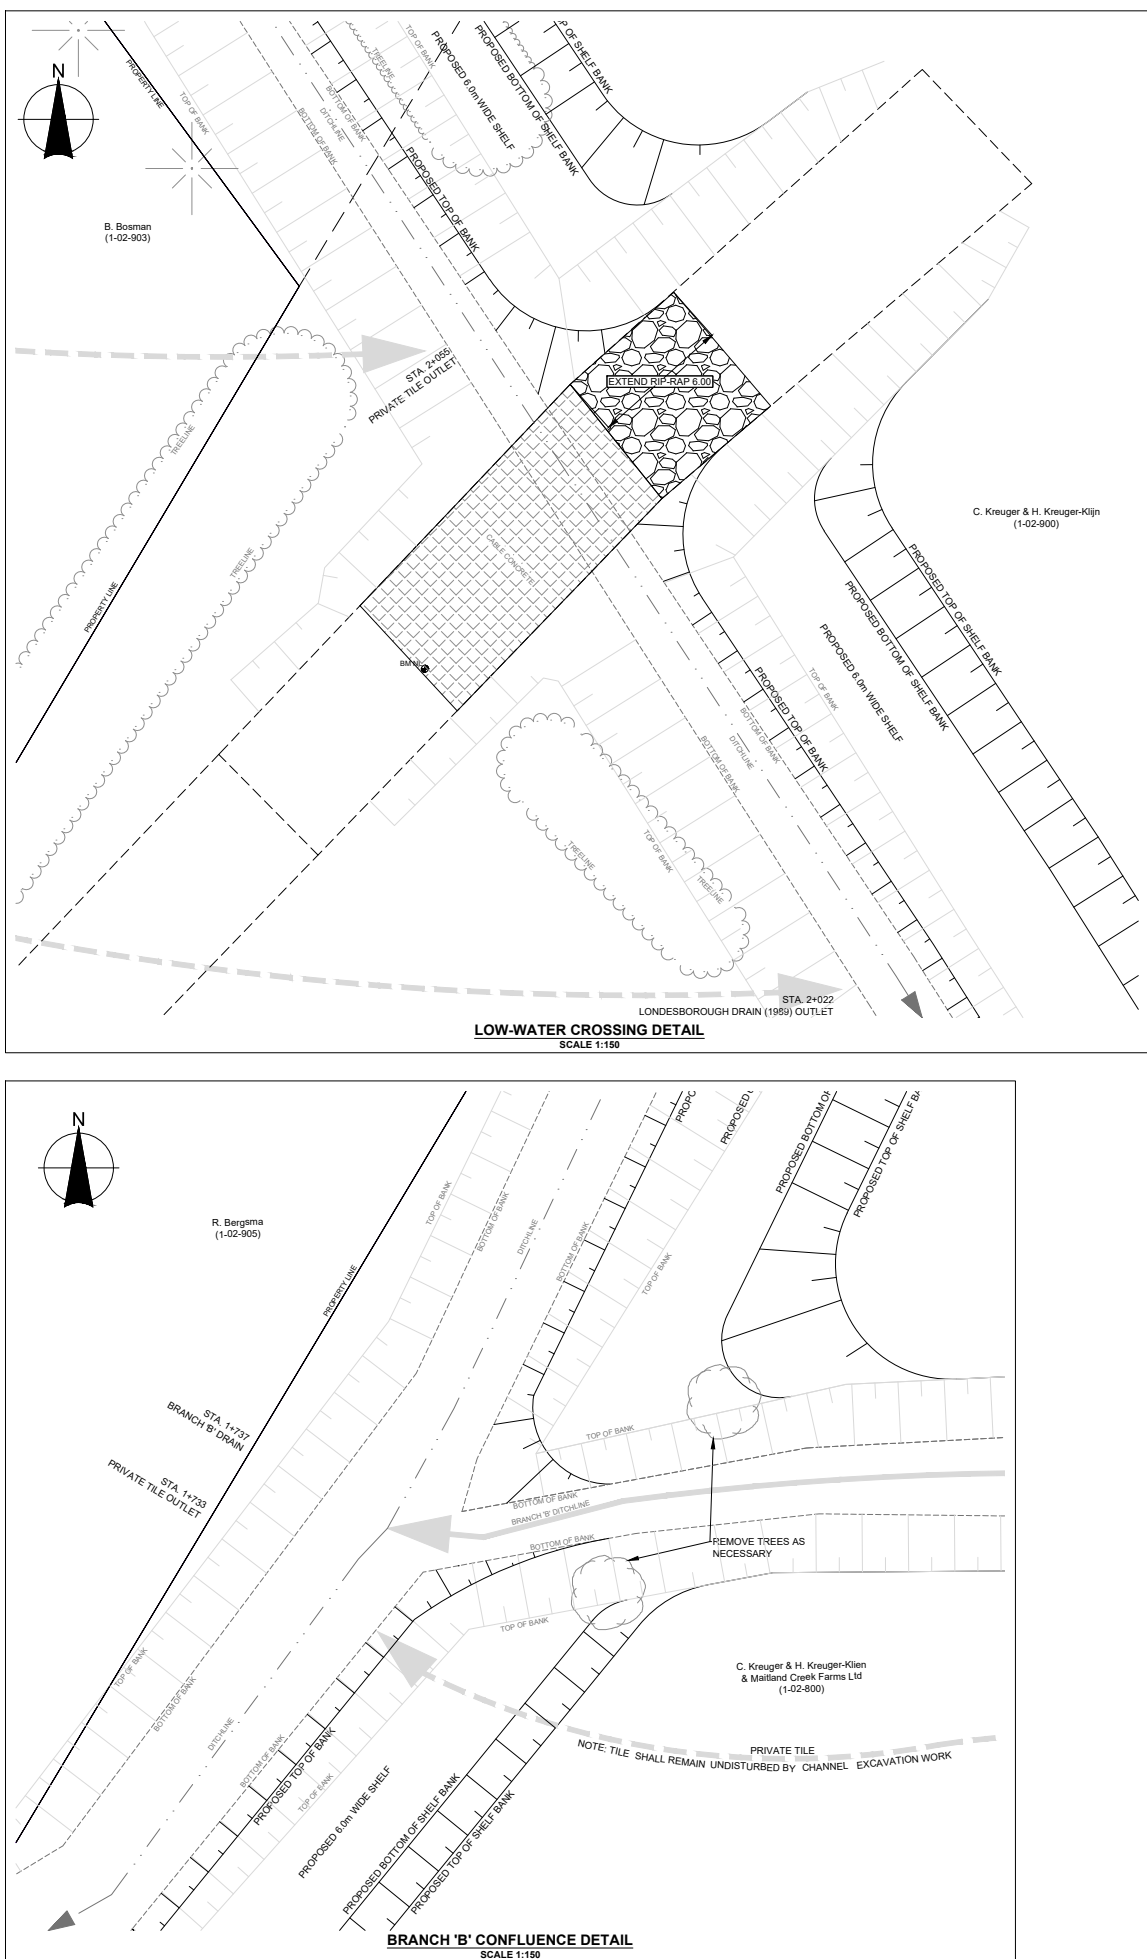 N
PROPERTY LINE
TOP OF BANK
BOTTOM OF BANK
DITCHLINE
BOTTOM OF BANK
TREELINE
TOP OF BANK
PROPOSED 6.0m WIDE SHELF
PROPOSED BOTTOM OF SHELF BANK
P OF SHELF BANK
PROPOSED TOP OF BANK
B. Bosman
(1-02-903)
STA. 2+055
PRIVATE TILE OUTLET
EXTEND RIP-RAP 6.00
TREELINE
TREELINE
PROPERTY LINE
CABLE CONCRETE
BM N
C. Kreuger & H. Kreuger-Klijn
(1-02-900)
PROPOSED TOP OF SHELF BANK
PROPOSED BOTTOM OF SHELF BANK
PROPOSED 6.0m WIDE SHELF
TOP OF BANK
PROPOSED TOP OF BANK
BOTTOM OF BANK
DITCHLINE
BOTTOM OF BANK
TOP OF BANK
TREELINE
TREELINE
STA. 2+022
LONDESBOROUGH DRAIN (1989) OUTLET
LOW-WATER CROSSING DETAIL
SCALE 1:150
N
R. Bergsma
(1-02-905)
PROPERTY LINE
TOP OF BANK
BOTTOM OF BANK
DITCHLINE
BOTTOM OF BANK
TOP OF BANK
PROPO
PROPOSED
PROPOSED BOTTOM OF
PROPOSED TOP OF SHELF BA
STA. 1+737
BRANCH 'B' DRAIN
STA. 1+733
PRIVATE TILE OUTLET
TOP OF BANK
BOTTOM OF BANK
BRANCH 'B' DITCHLINE
BOTTOM OF BANK
TOP OF BANK
REMOVE TREES AS
NECESSARY
C. Kreuger & H. Kreuger-Klien
& Maitland Creek Farms Ltd
(1-02-800)
PRIVATE TILE
NOTE: TILE SHALL REMAIN UNDISTURBED BY CHANNEL EXCAVATION WORK
TOP OF BANK
BOTTOM OF BANK
DITCHLINE
BOTTOM OF BANK
PROPOSED TOP OF BANK
TOP OF BANK
PROPOSED 6.0m WIDE SHELF
PROPOSED BOTTOM OF SHELF BANK
PROPOSED TOP OF SHELF BANK
BRANCH 'B' CONFLUENCE DETAIL
SCALE 1:150